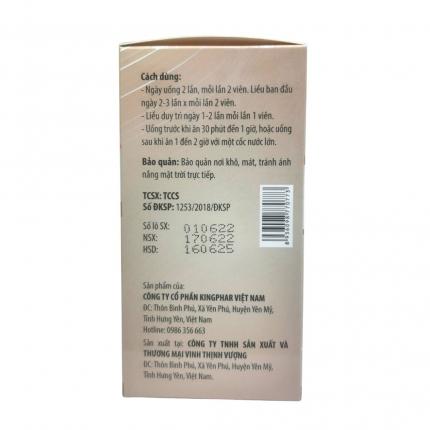 Cách dùng:
- Ngày uống 2 lần, mỗi lần 2 viên. Liều ban đầu
ngày 2-3 lần x mỗi lần 2 viên.
- Liều duy trì ngày 1-2 lần mỗi lần 1 viên.
- Uống trước khi ăn 30 phút đến 1 giờ, hoặc uống
sau khi ăn 1 đến 2 giờ với một cốc nước lớn.
Bảo quản: Bảo quản nơi khô, mát, tránh ánh
nắng mặt trời trực tiếp.
TCSX: TCCS
Số ĐKSP: 1253/2018/ĐKSP
Số lô SX: 010622
NSX: 170622
HSD: 160625
Sản phẩm của:
CÔNG TY CỔ PHẦN KINGPHAR VIỆT NAM
ĐC: Thôn Bình Phú, Xã Yên Phú, Huyện Yên Mỹ,
Tỉnh Hưng Yên, Việt Nam
Hotline: 0986 356 663
Sản xuất tại: CÔNG TY TNHH SẢN XUẤT VÀ
THƯƠNG MẠI VINH THỊNH VƯỢNG
ĐC: Thôn Bình Phú, Xã Yên Phú, Huyện Yên Mỹ,
Tỉnh Hưng Yên, Việt Nam.